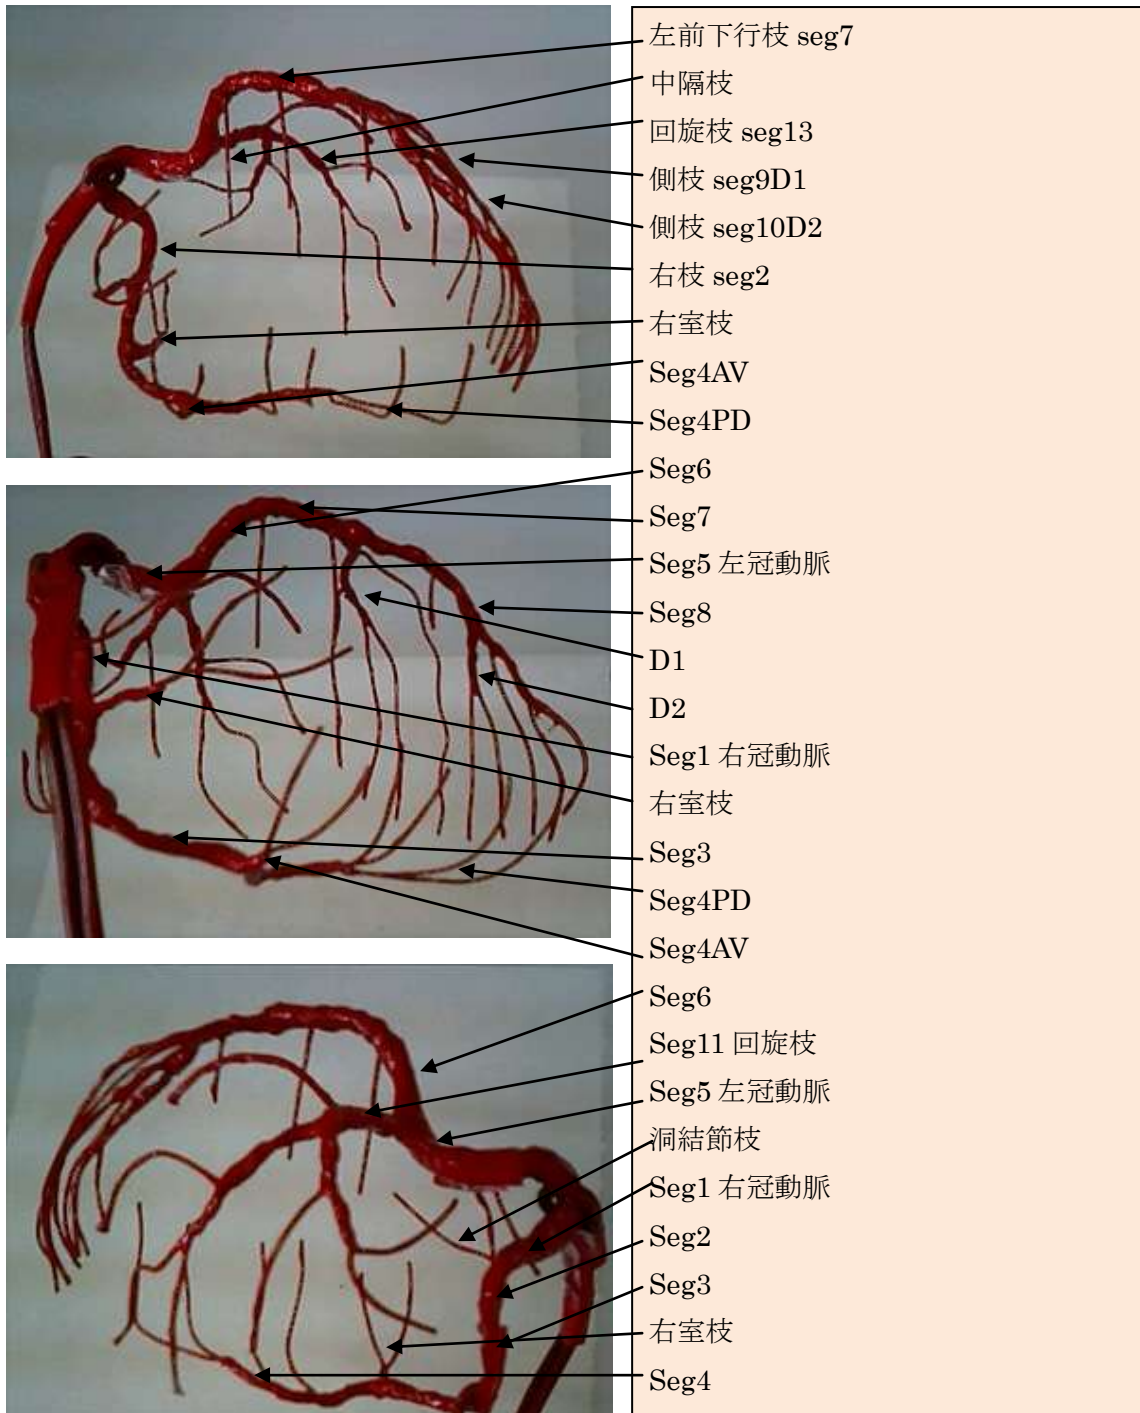 左前下行枝 seg7
中隔枝
回旋枝 seg13
側枝 seg9D1
側枝 seg10D2
右枝 seg2
右室枝
Seg4AV
Seg4PD
Seg6
Seg7
Seg5 左冠動脈
Seg8
D1
D2
Seg1 右冠動脈
右室枝
Seg3
Seg4PD
Seg4AV
Seg6
Seg11 回旋枝
Seg5 左冠動脈
洞結節枝
Seg1 右冠動脈
Seg2
Seg3
右室枝
Seg4